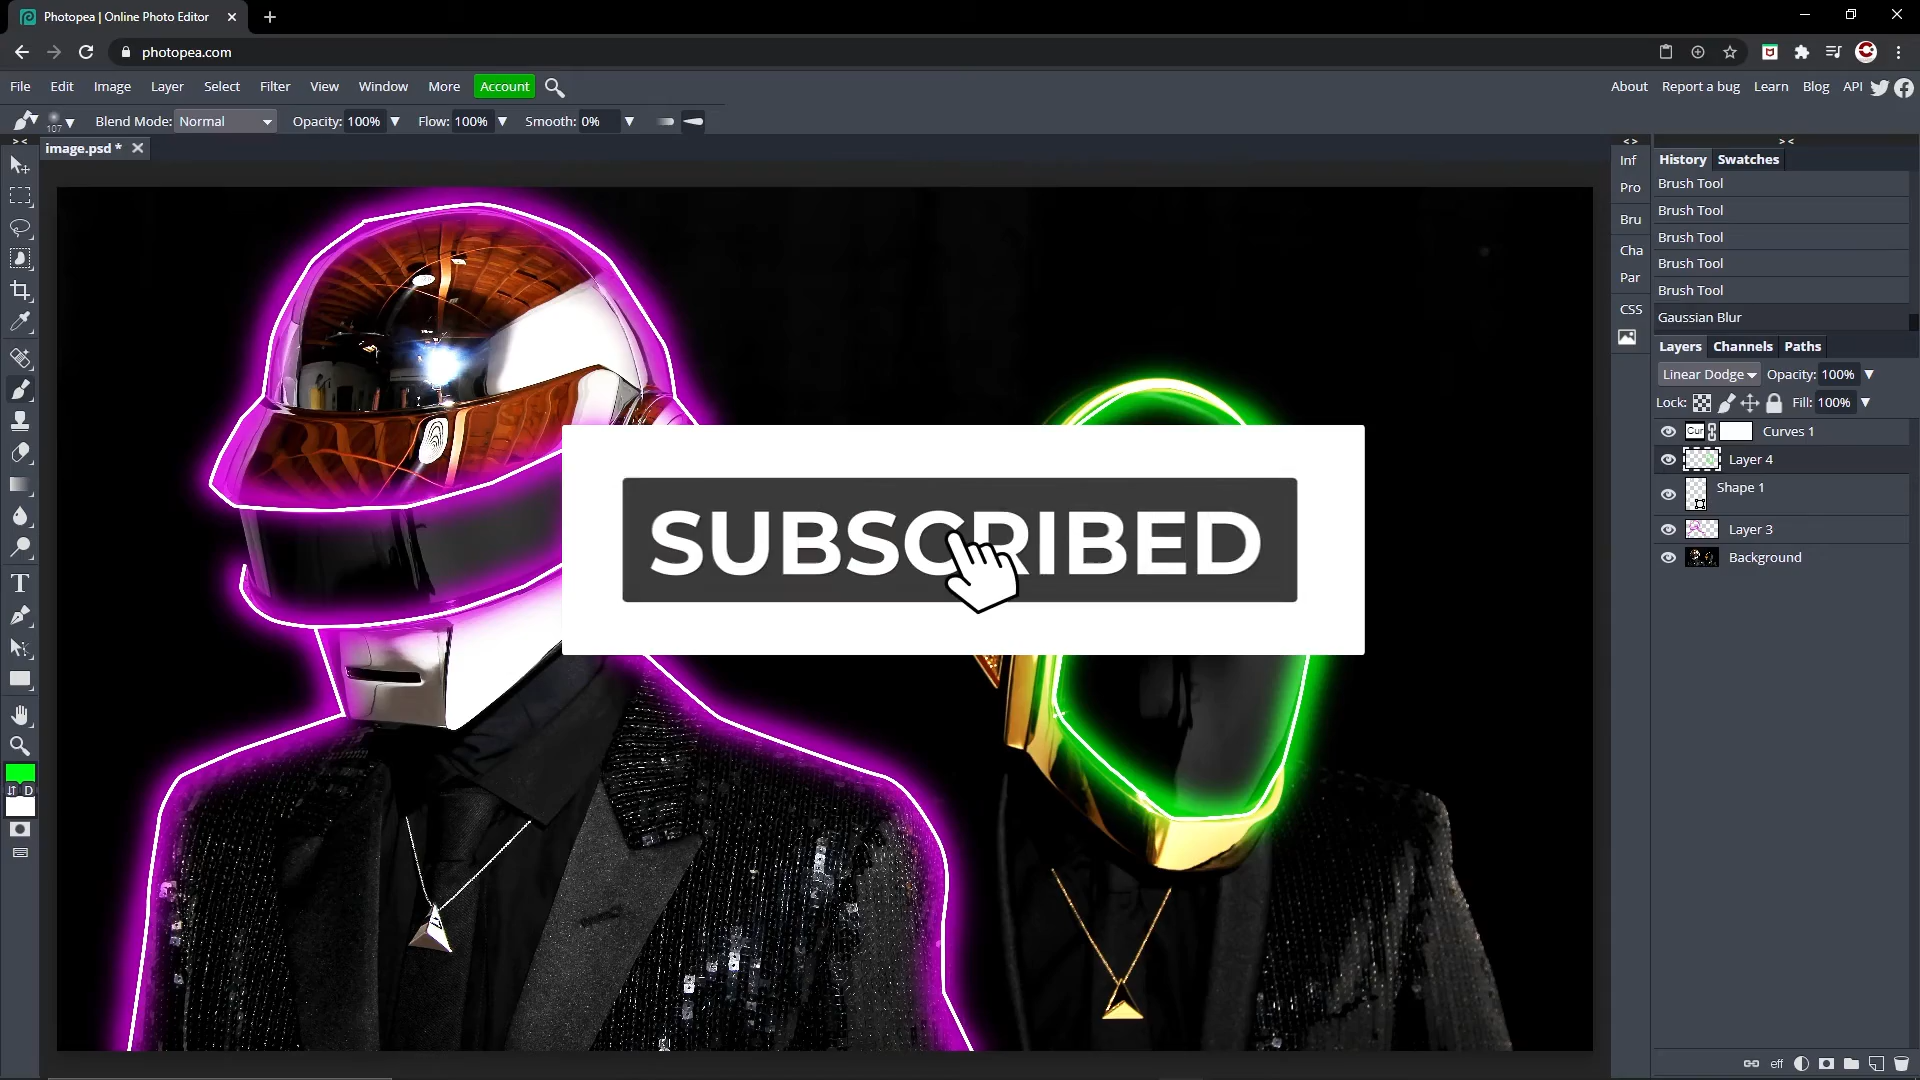 Photopea | Online Photo Editor
photopea.com
File Edit Image Layer Select Filter View Window More Account About Report a bug Learn Blog API
107 Blend Mode: Normal Opacity: 100% Flow: 100% Smooth: 0%
> <
image.psd *
< >
> <
Inf
Pro
Bru
Cha
Par
CSS
History Swatches
Brush Tool
Brush Tool
Brush Tool
Brush Tool
Brush Tool
Gaussian Blur
Layers Channels Paths
Linear Dodge Opacity: 100%
Lock: Fill: 100%
Cur Curves 1
Layer 4
Shape 1
Layer 3
Background
SUBSCRIBED
T
D
eff